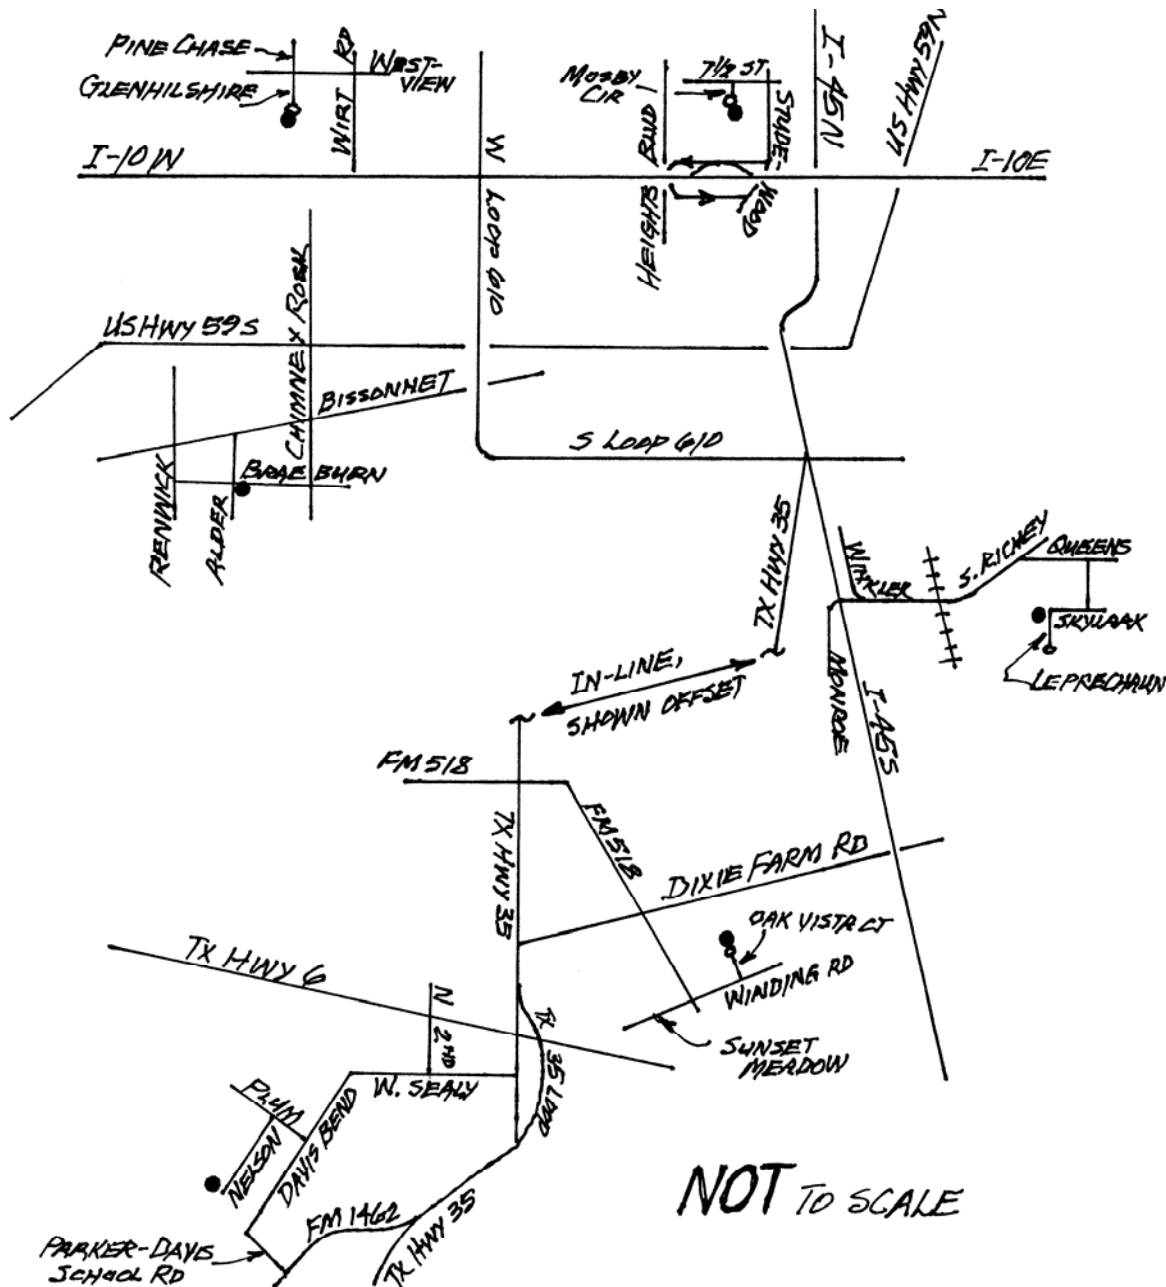 PINE CHASE
GLENHILSHIRE
WIRT RD
WEST-
VIEW
I-10 W
W LOOP 610
MOSBY
CIR
7½ ST
HEIGHTS BLVD
STUDE-
WOOD
I-45N
US HWY 59N
I-10E
US HWY 59 S
CHIMNEY ROCK
BISSONNET
S LOOP 610
RENWICK
ALDER
BRAE BURN
TX HWY 35
WINKLER
S. RICHEY
QUEENS
SKYLARK
LEPRECHAUN
MONROE
I-45S
IN-LINE,
SHOWN OFFSET
FM 518
FM 518
TX HWY 35
DIXIE FARM RD
OAK VISTA CT
WINDING RD
SUNSET
MEADOW
TX HWY 6
N 2ND
TX 35 LOOP
W. SEALY
PLUM
NELSON
DAVIS BEND
FM 1462
TX HWY 35
PARKER-DAVIS
SCHOOL RD
NOT TO SCALE